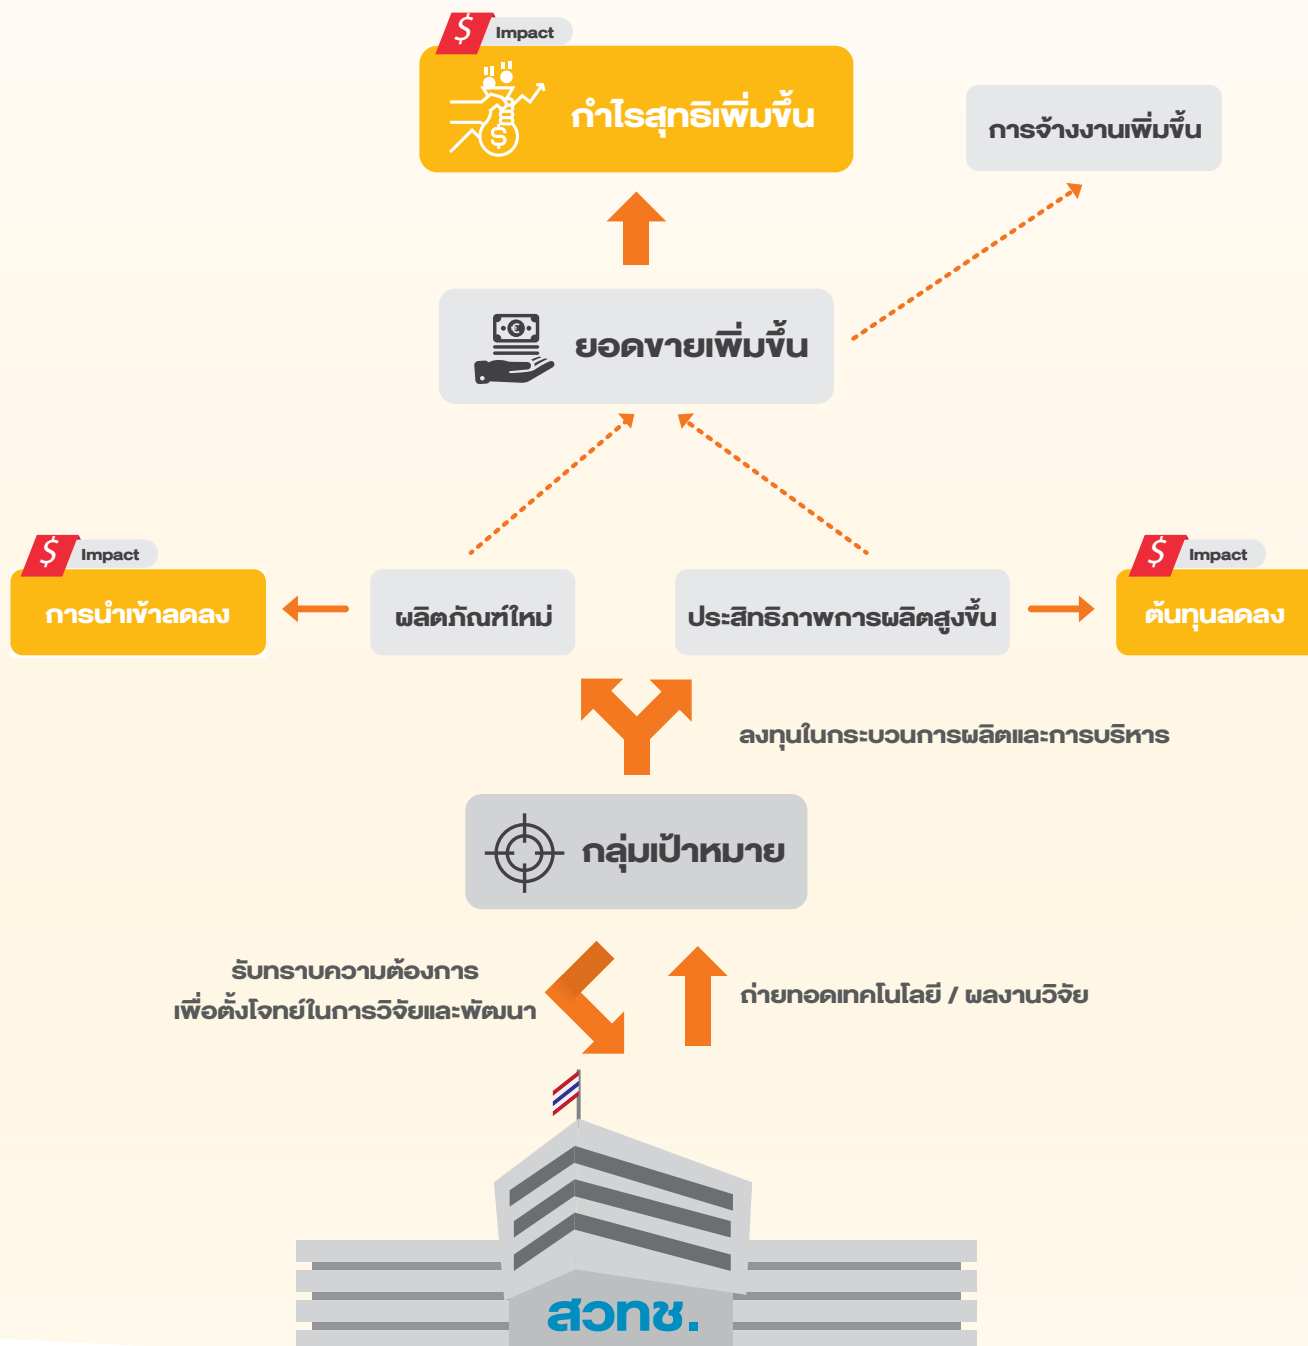 $ Impact
กำไรสุทธิเพิ่มขึ้น
$
การจ้างงานเพิ่มขึ้น
ยอดขายเพิ่มขึ้น
$ Impact
การนำเข้าลดลง
ผลิตภัณฑ์ใหม่
ประสิทธิภาพการผลิตสูงขึ้น
$ Impact
ต้นทุนลดลง
ลงทุนในกระบวนการผลิตและการบริหาร
กลุ่มเป้าหมาย
รับทราบความต้องการ
เพื่อตั้งโจทย์ในการวิจัยและพัฒนา
ถ่ายทอดเทคโนโลยี / ผลงานวิจัย
สวทช.